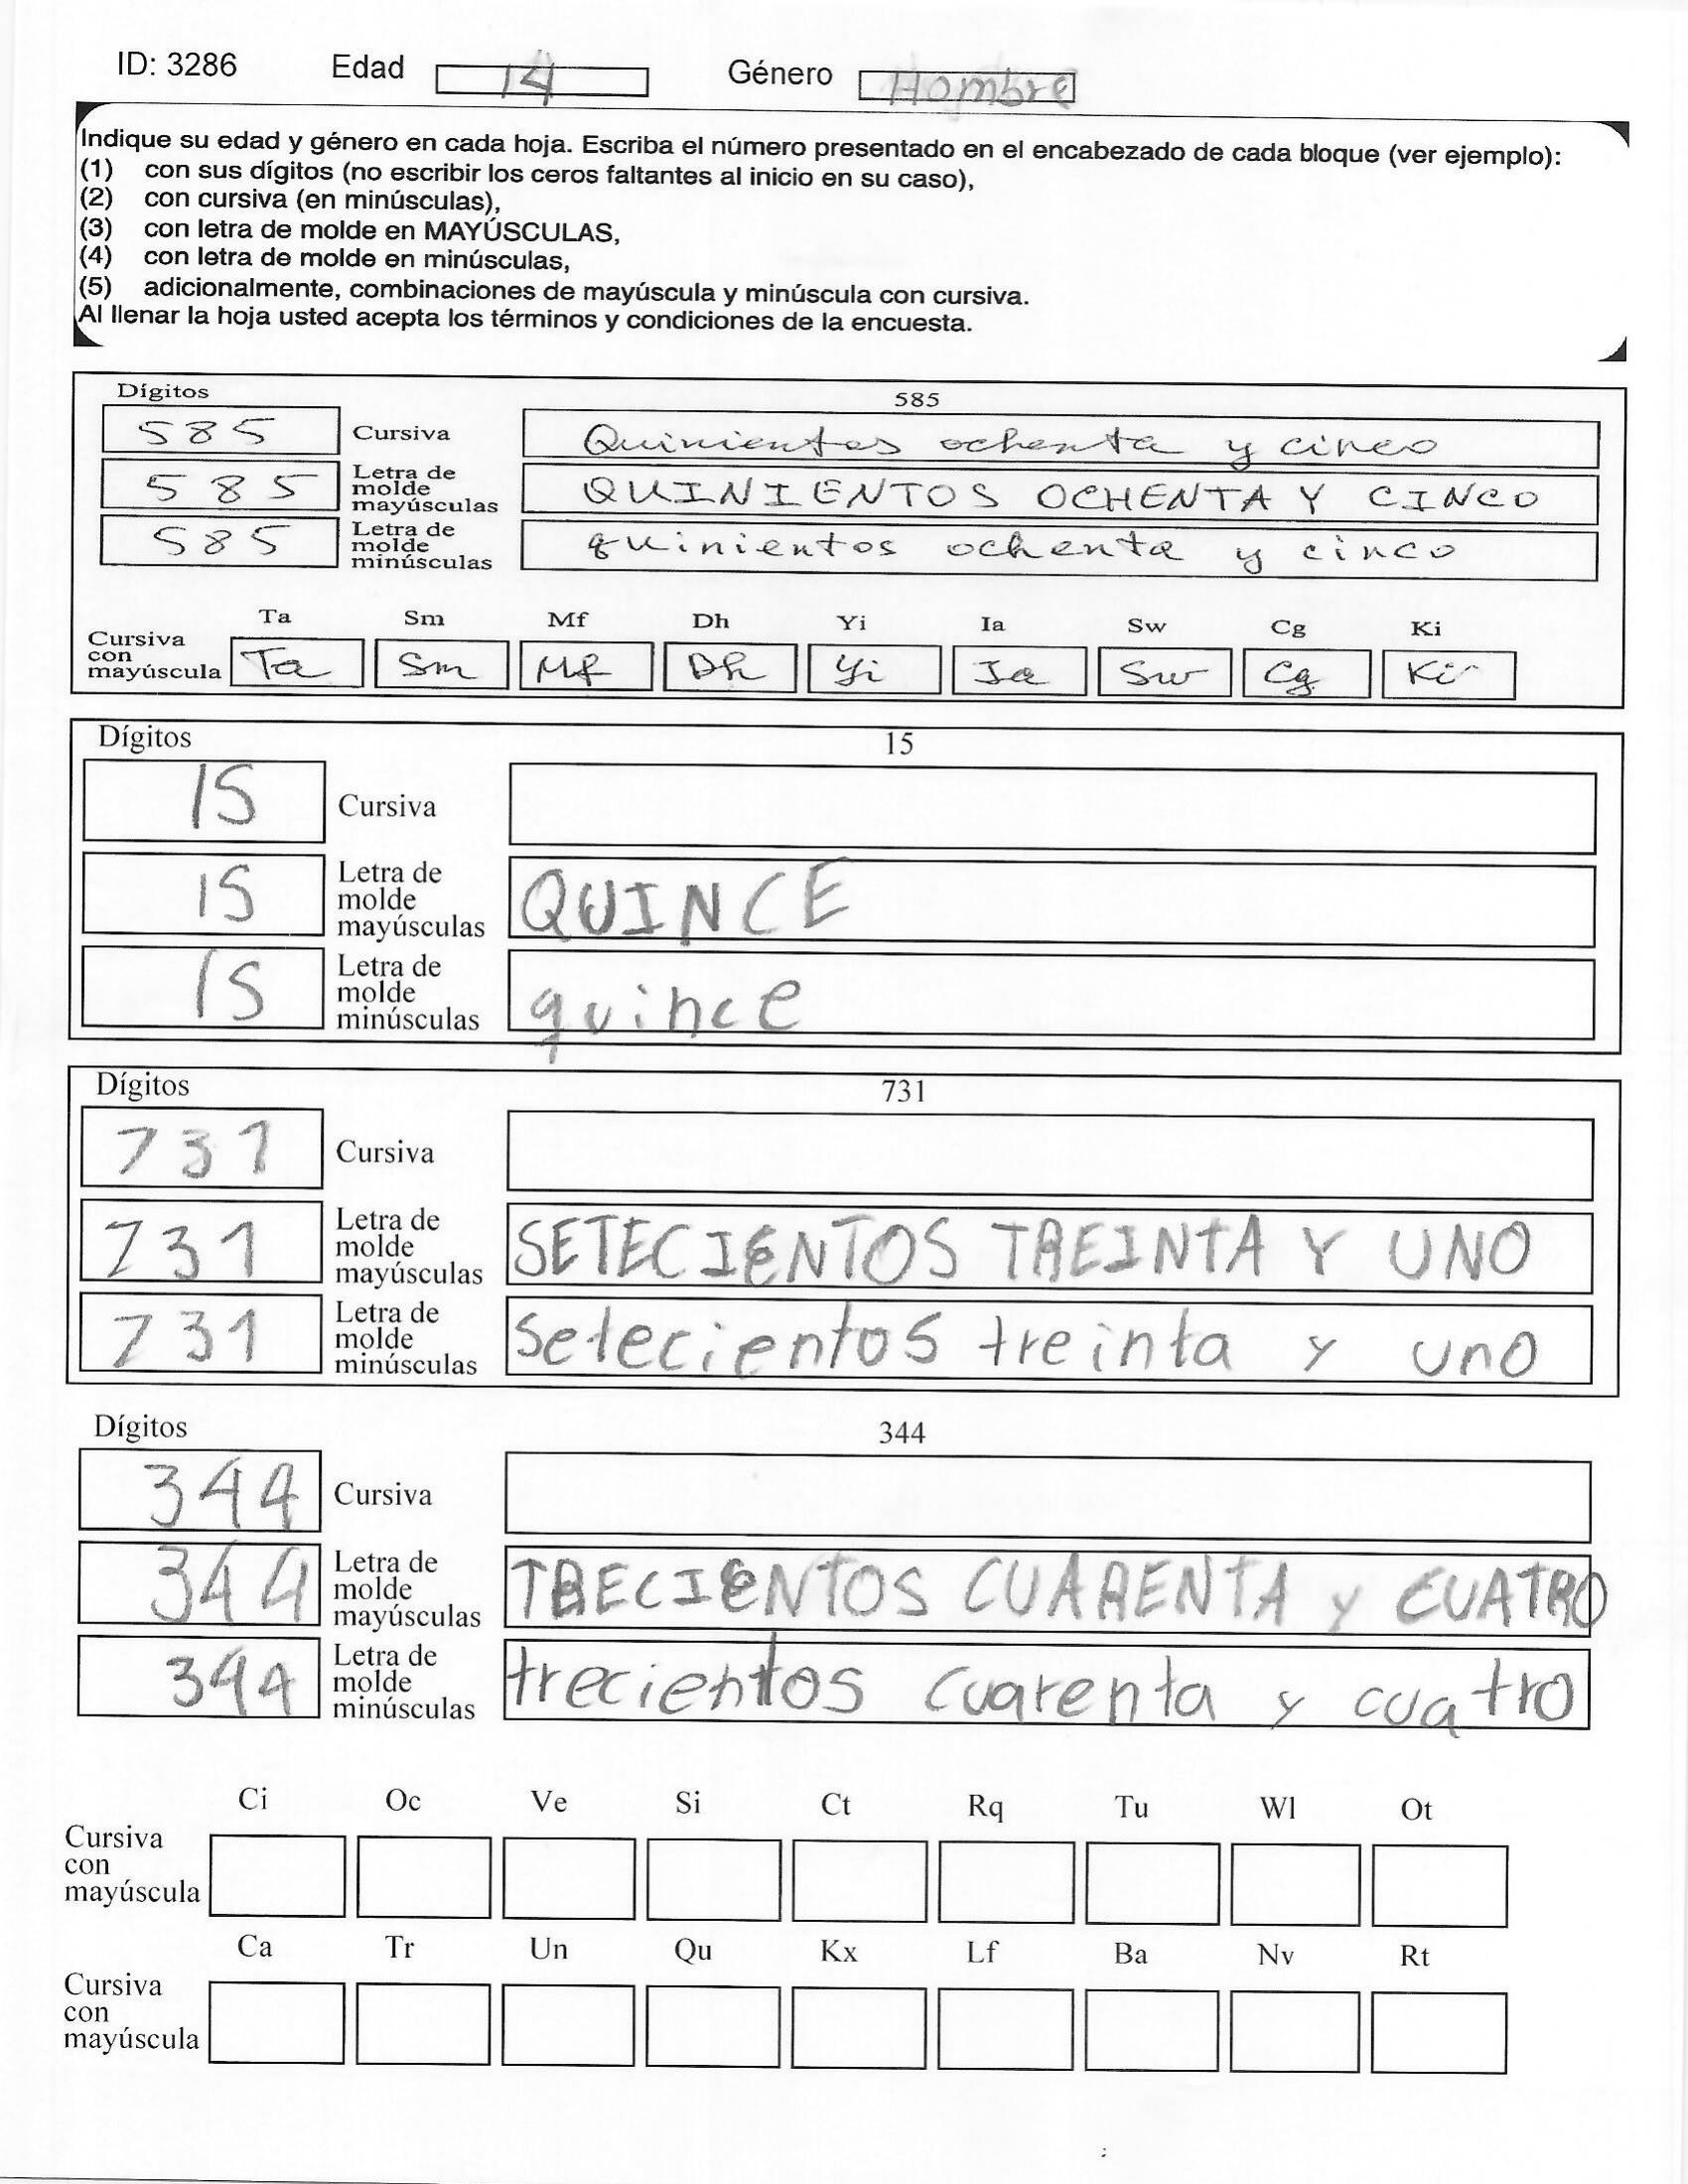 ID: 3286 Edad 14 Género Hombre
Indique su edad y género en cada hoja. Escriba el número presentado en el encabezado de cada bloque (ver ejemplo):
(1) con sus dígitos (no escribir los ceros faltantes al inicio en su caso),
(2) con cursiva (en minúsculas),
(3) con letra de molde en MAYÚSCULAS,
(4) con letra de molde en minúsculas,
(5) adicionalmente, combinaciones de mayúscula y minúscula con cursiva.
Al llenar la hoja usted acepta los términos y condiciones de la encuesta.
Dígitos 585
585 Cursiva Quinientos ochenta y cinco
585 Letra de molde mayúsculas QUINIENTOS OCHENTA Y CINCO
585 Letra de molde minúsculas quinientos ochenta y cinco
Ta Sm Mf Dh Yi Ia Sw Cg Ki
Cursiva con mayúscula Ta Sm Mf Dh Yi Ia Sw Cg Ki
Dígitos 15
15 Cursiva
15 Letra de molde mayúsculas QUINCE
15 Letra de molde minúsculas quince
Dígitos 731
731 Cursiva
731 Letra de molde mayúsculas SETECIENTOS TREINTA Y UNO
731 Letra de molde minúsculas setecientos treinta y uno
Dígitos 344
344 Cursiva
344 Letra de molde mayúsculas TRECIENTOS CUARENTA y CUATRO
344 Letra de molde minúsculas trecientos cuarenta y cuatro
Ci Oc Ve Si Ct Rq Tu Wl Ot
Cursiva con mayúscula
Ca Tr Un Qu Kx Lf Ba Nv Rt
Cursiva con mayúscula